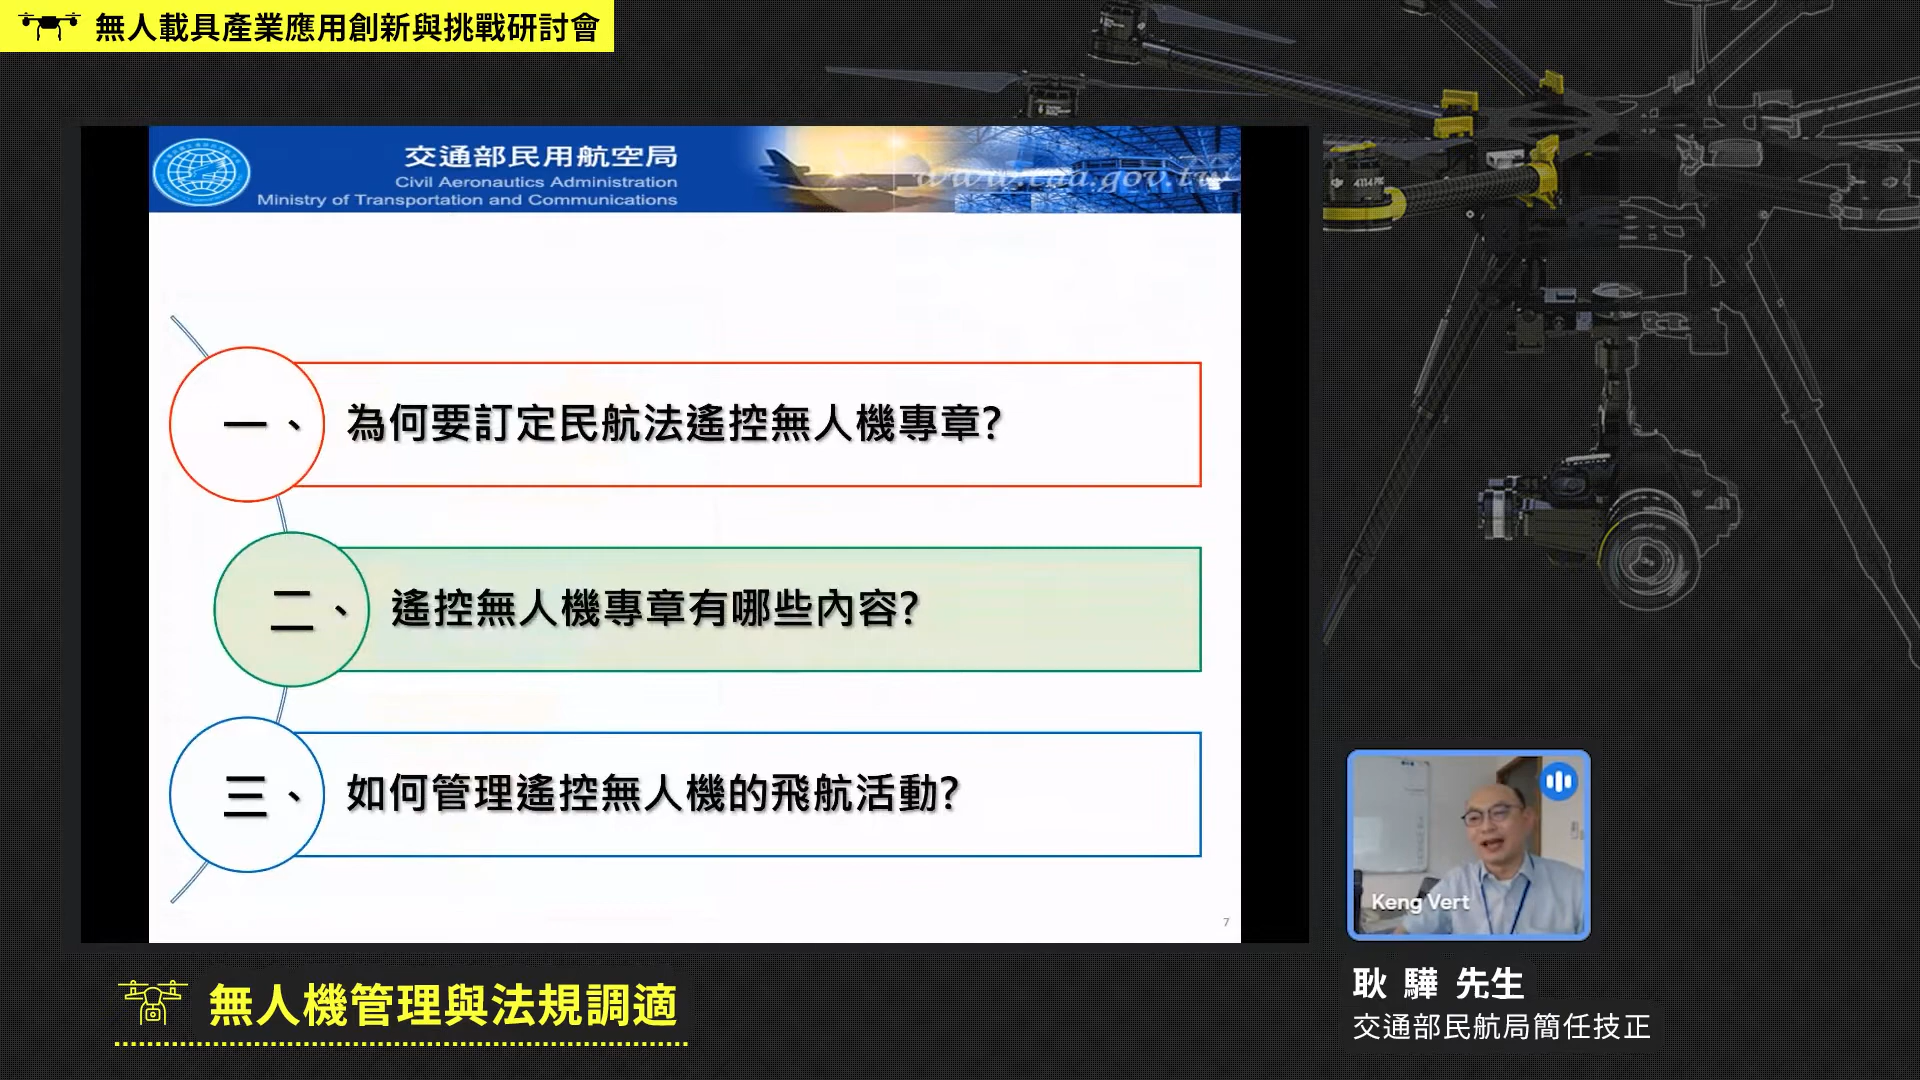 無人載具產業應用創新與挑戰研討會
交通部民用航空局
Civil Aeronautics Administration
Ministry of Transportation and Communications
www.caa.gov.tw
一、 為何要訂定民航法遙控無人機專章?
二、 遙控無人機專章有哪些內容?
三、 如何管理遙控無人機的飛航活動?
7
Keng Vert
無人機管理與法規調適
耿 驊 先生
交通部民航局簡任技正